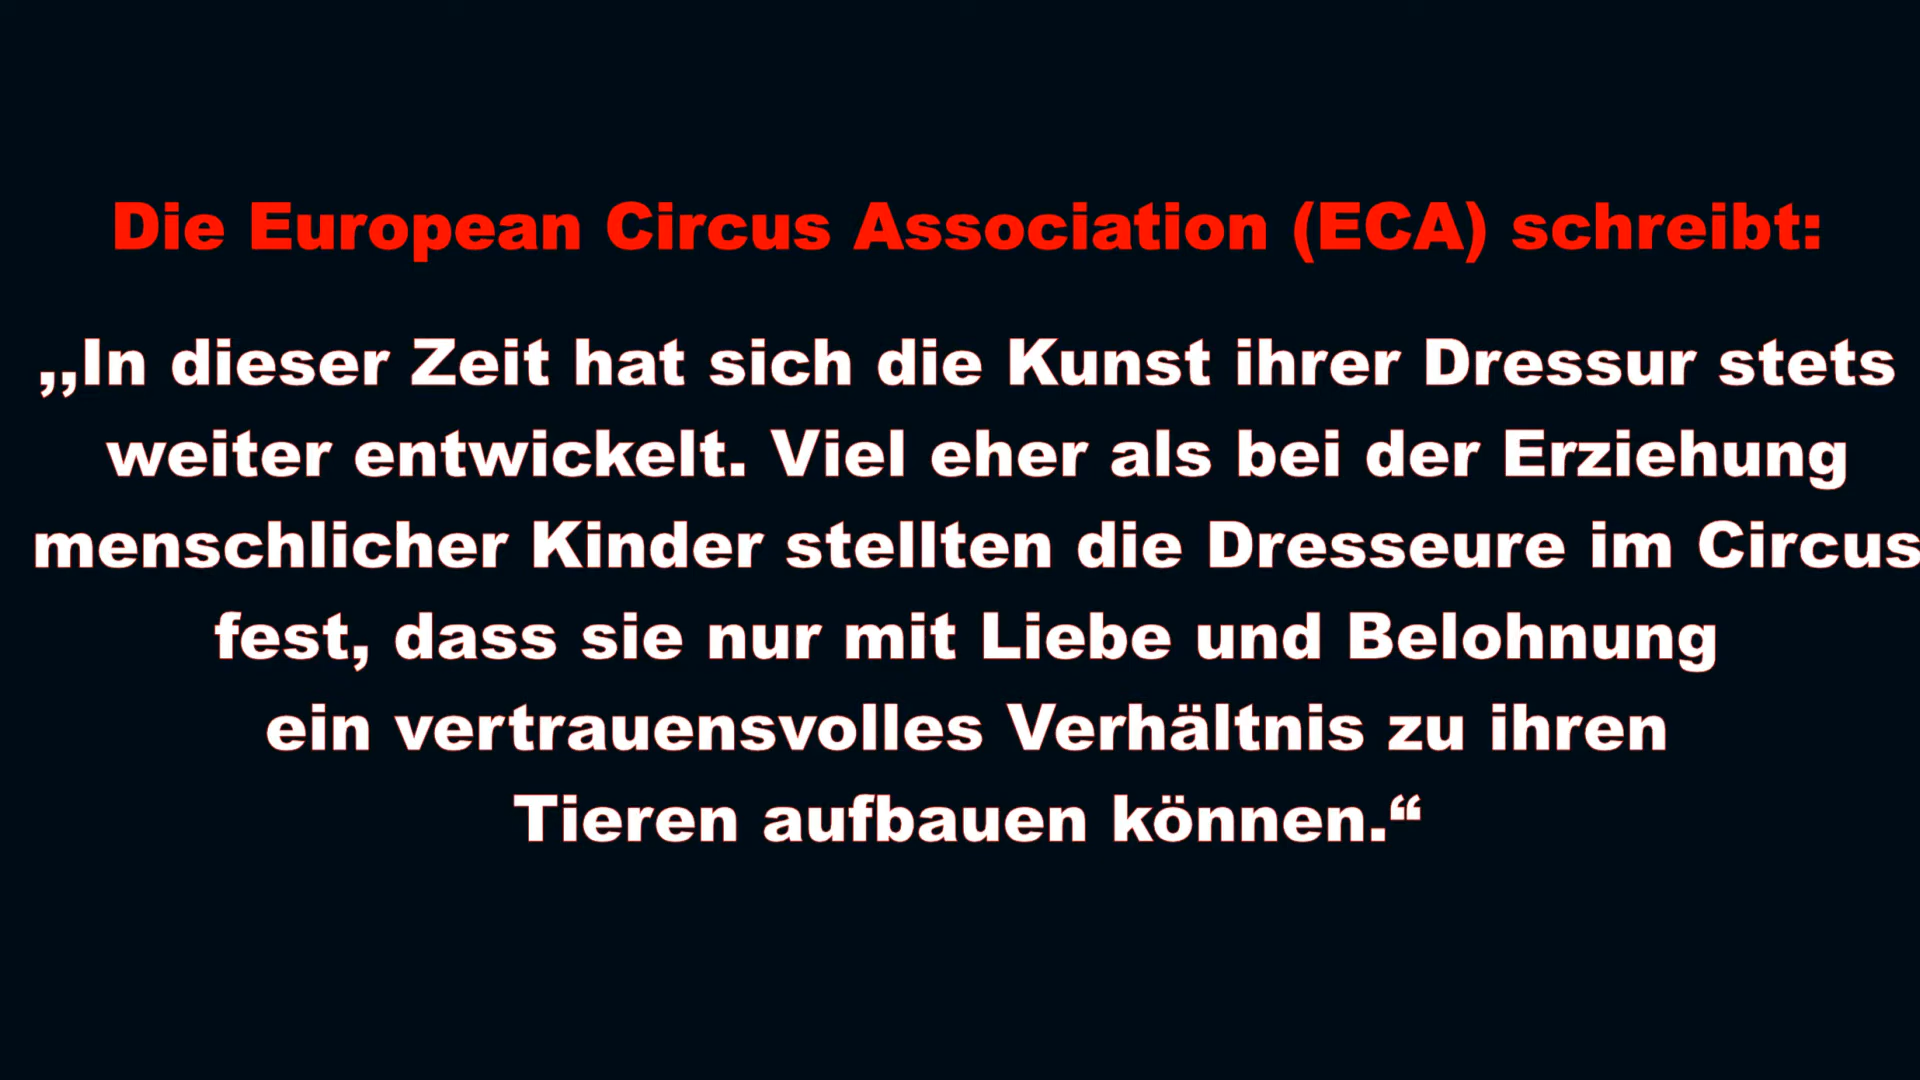 Die European Circus Association (ECA) schreibt:
,,In dieser Zeit hat sich die Kunst ihrer Dressur stets
weiter entwickelt. Viel eher als bei der Erziehung
menschlicher Kinder stellten die Dresseure im Circus
fest, dass sie nur mit Liebe und Belohnung
ein vertrauensvolles Verhältnis zu ihren
Tieren aufbauen können.“